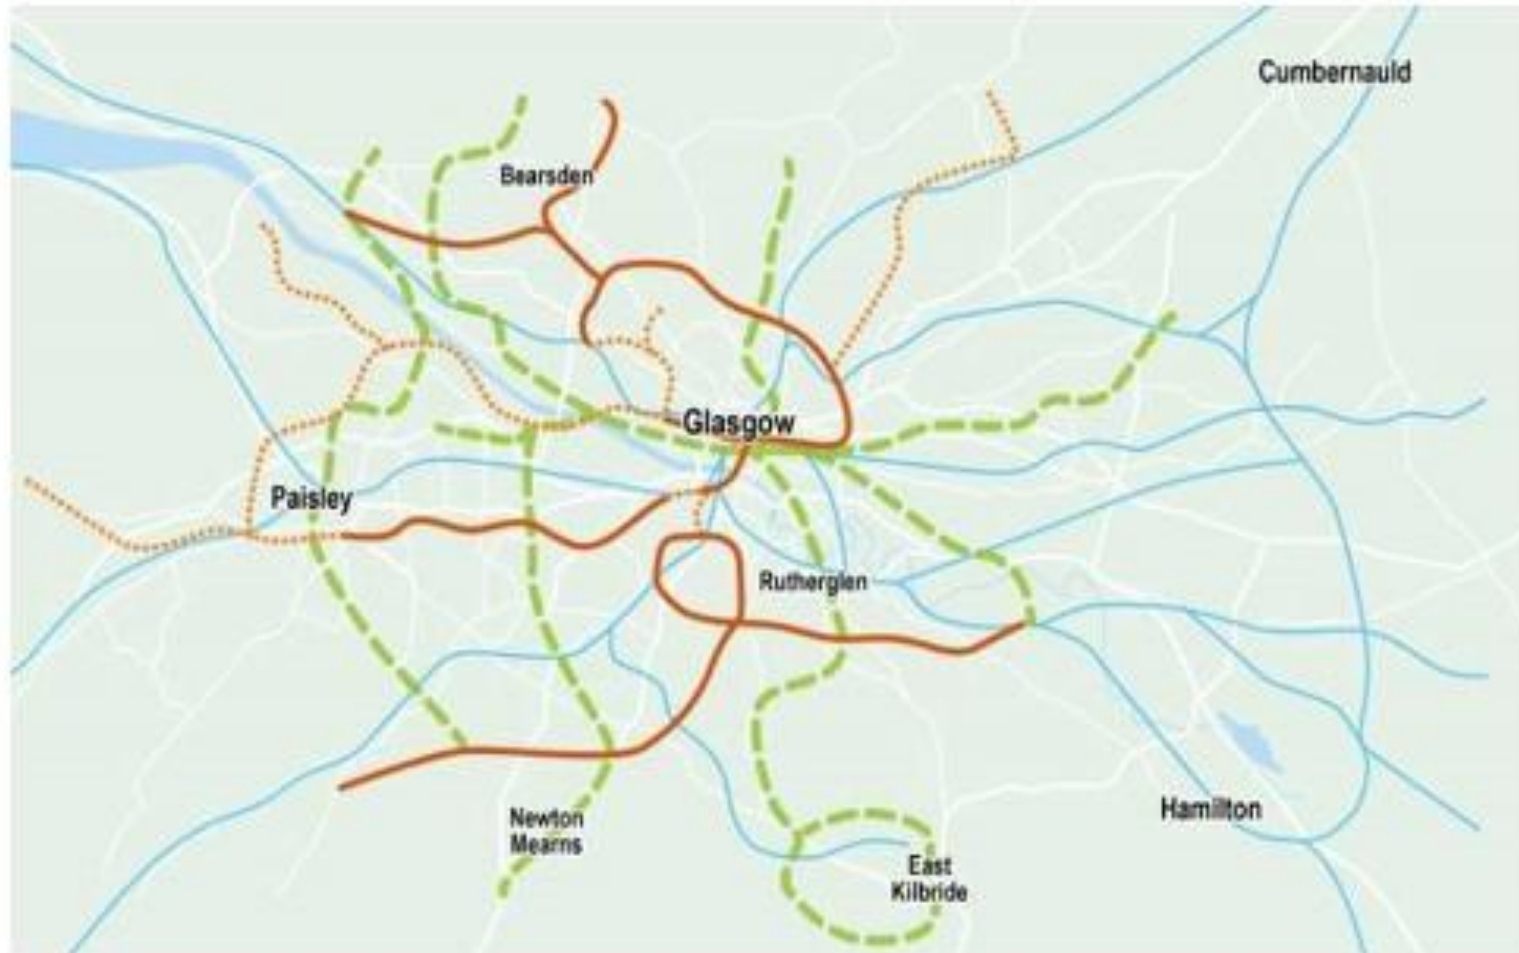 Cumbernauld
Bearsden
Glasgow
Paisley
Rutherglen
Newton
Mearns
Hamilton
East
Kilbride